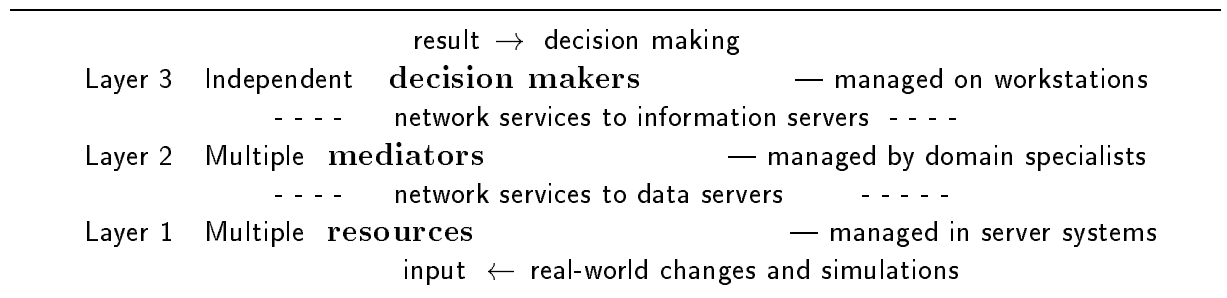 result → decision making
Layer 3 Independent decision makers — managed on workstations
- - - - network services to information servers - - - -
Layer 2 Multiple mediators — managed by domain specialists
- - - - network services to data servers - - - - -
Layer 1 Multiple resources — managed in server systems
input ← real-world changes and simulations